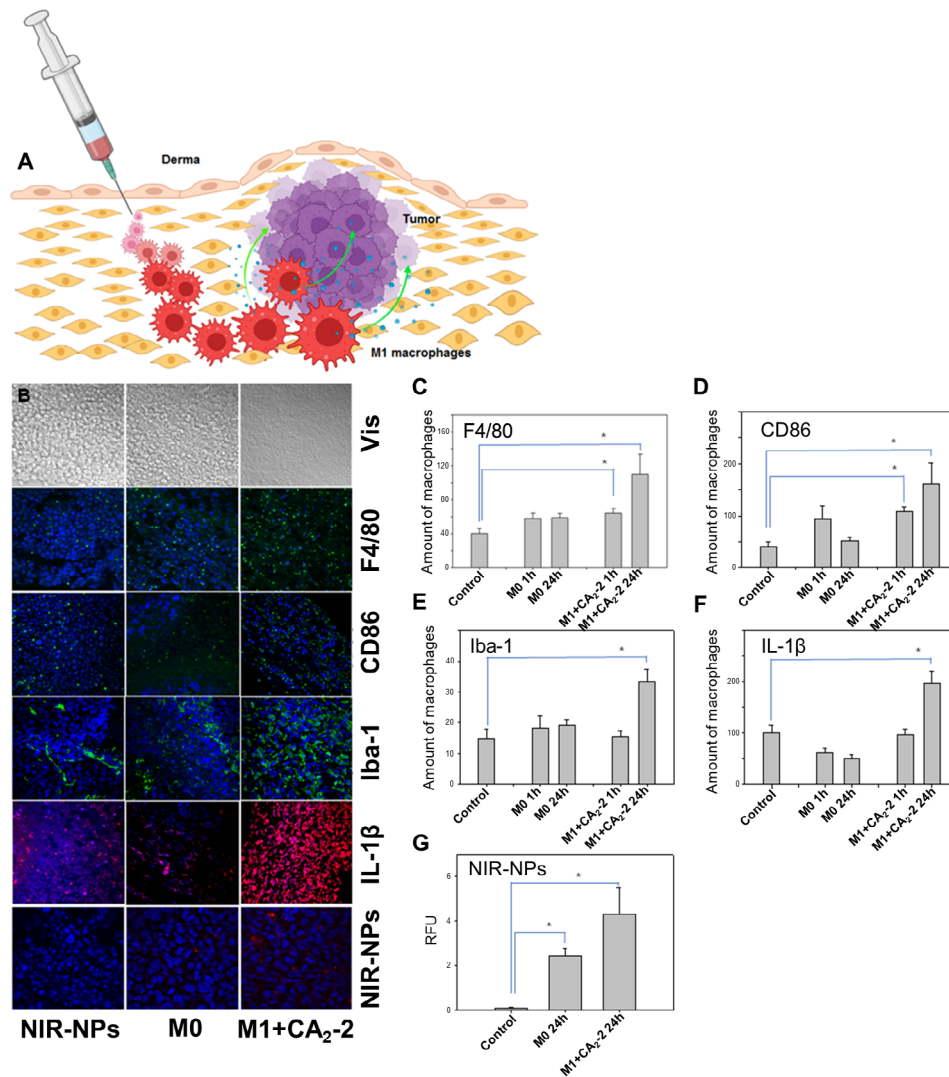 A
Derma
Tumor
M1 macrophages
B
Vis
F4/80
CD86
Iba-1
IL-1β
NIR-NPs
NIR-NPs
M0
M1+CA₂-2
C
F4/80
Amount of macrophages
160
120
80
40
0
*
*
Control
M0 1h
M0 24h
M1+CA₂-2 1h
M1+CA₂-2 24h
D
CD86
Amount of macrophages
200
150
100
50
0
*
*
Control
M0 1h
M0 24h
M1+CA₂-2 1h
M1+CA₂-2 24h
E
Iba-1
Amount of macrophages
40
30
20
10
0
*
Control
M0 1h
M0 24h
M1+CA₂-2 1h
M1+CA₂-2 24h
F
IL-1β
Amount of macrophages
200
100
0
*
Control
M0 1h
M0 24h
M1+CA₂-2 1h
M1+CA₂-2 24h
G
NIR-NPs
RFU
6
4
2
0
*
*
Control
M0 24h
M1+CA₂-2 24h